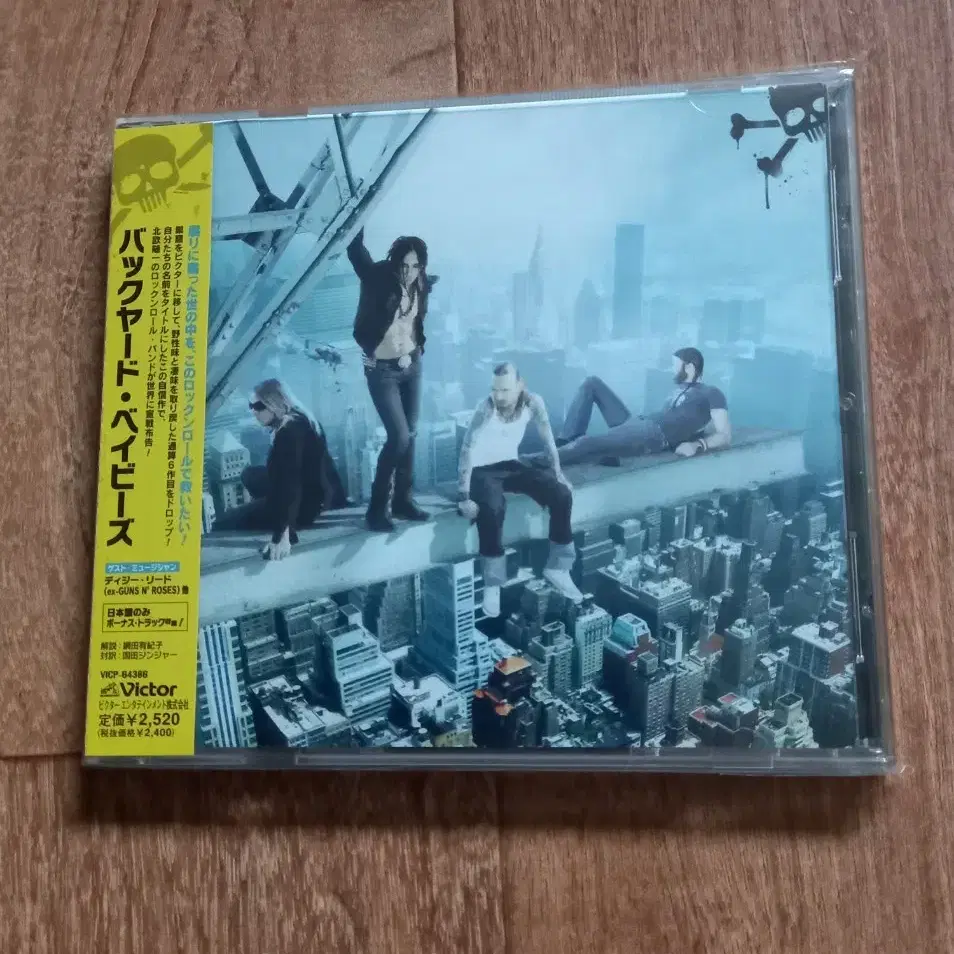 腐りに腐った世の中を、このロックンロールで救いたい!
髑髏をビクターに移して、野性味と凄味を取り戻した通算6作目をドロップ!
自分たちの名前をタイトルにしたこの自信作で、
北欧随一のロックンロール・バンドが世界に宣戦布告!
バックヤード・ベイビーズ
ゲスト・ミュージシャン
ディジー・リード
(ex-GUNS N' ROSES)他
日本盤のみ
ボーナス・トラック収録!
解説:
対訳:
VICP-64386
Victor
ビクター エンタテインメント株式会社
定価¥2,520
(税抜価格¥2,400)